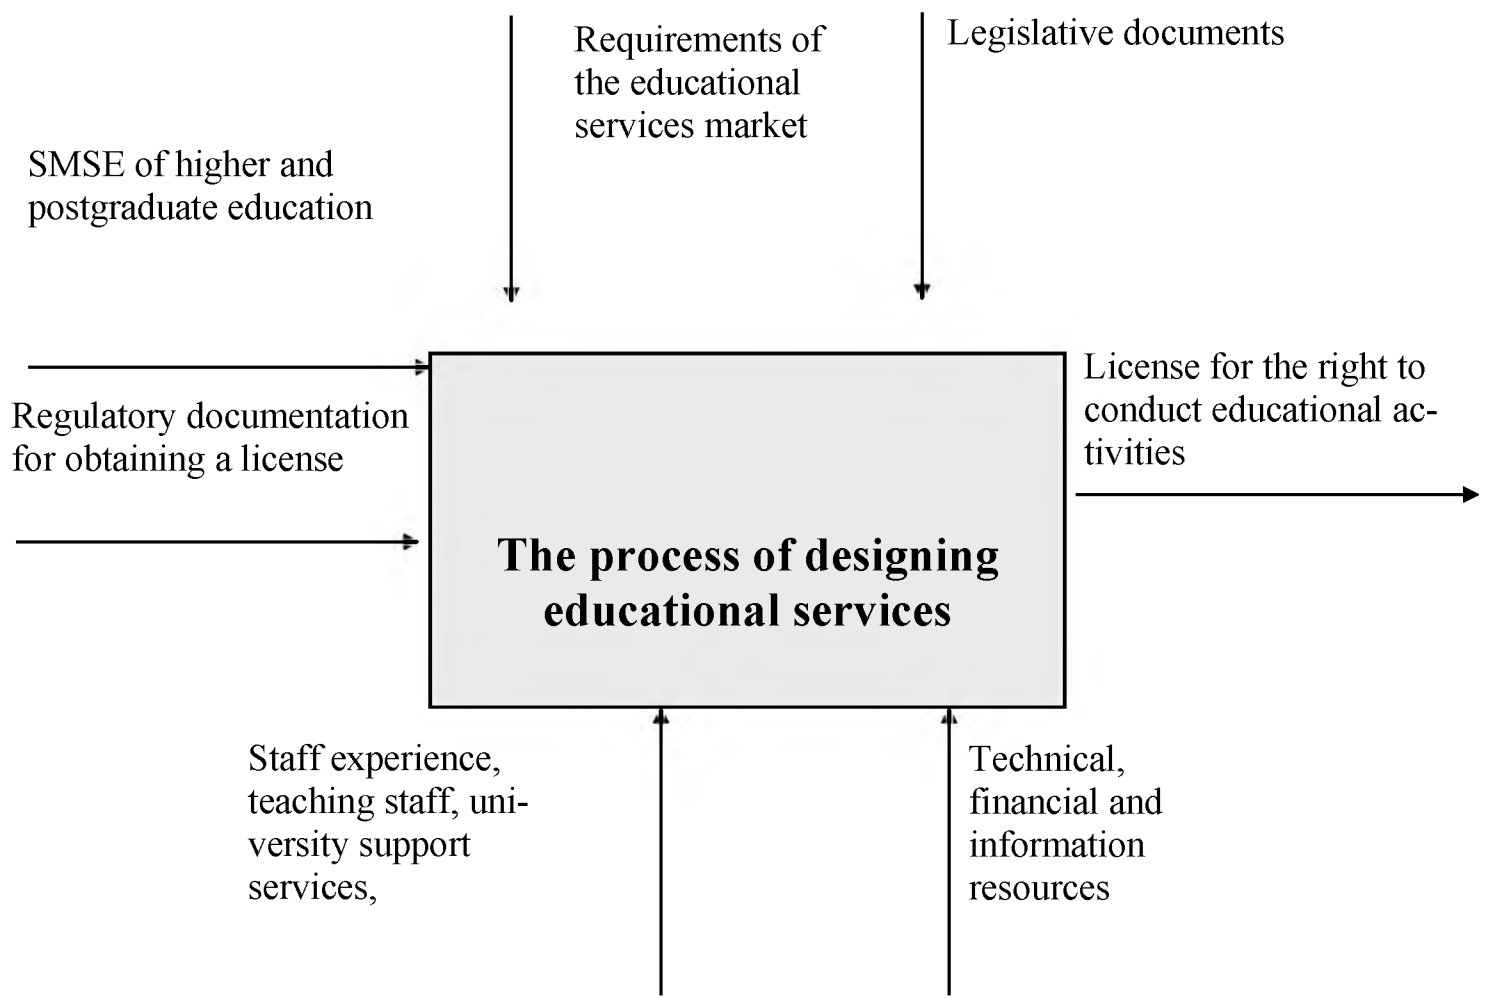 Requirements of
the educational
services market
Legislative documents
SMSE of higher and
postgraduate education
Regulatory documentation
for obtaining a license
License for the right to
conduct educational ac-
tivities
The process of designing
educational services
Staff experience,
teaching staff, uni-
versity support
services,
Technical,
financial and
information
resources